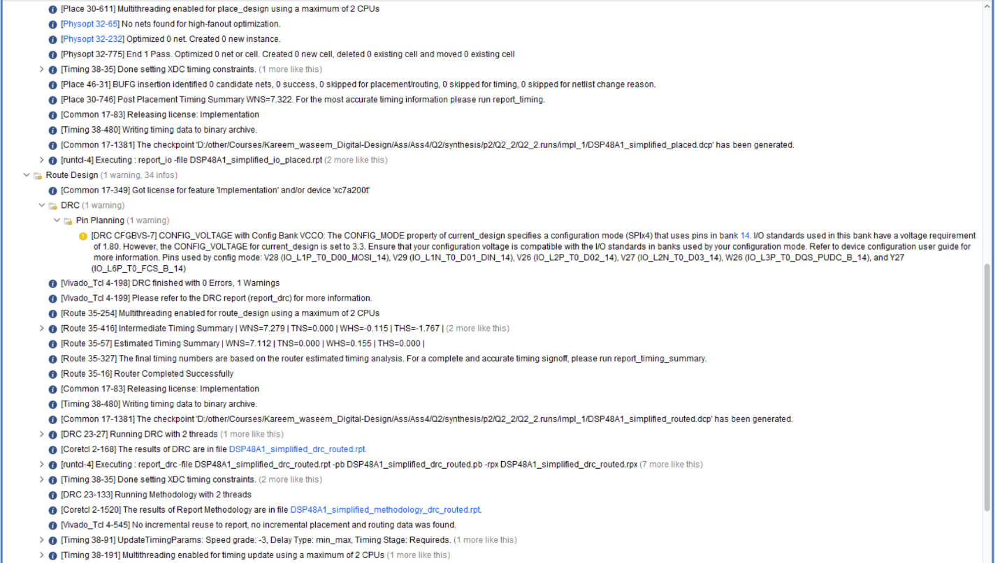 [Place 30-611] Multithreading enabled for place_design using a maximum of 2 CPUs
[Physopt 32-65] No nets found for high-fanout optimization.
[Physopt 32-232] Optimized 0 net. Created 0 new instance.
[Physopt 32-775] End 1 Pass. Optimized 0 net or cell. Created 0 new cell, deleted 0 existing cell and moved 0 existing cell
[Timing 38-35] Done setting XDC timing constraints. (1 more like this)
[Place 46-31] BUFG insertion identified 0 candidate nets, 0 success, 0 skipped for placement/routing, 0 skipped for timing, 0 skipped for netlist change reason.
[Place 30-746] Post Placement Timing Summary WNS=7.322. For the most accurate timing information please run report_timing.
[Common 17-83] Releasing license: Implementation
[Timing 38-480] Writing timing data to binary archive.
[Common 17-1381] The checkpoint 'D:/other/Courses/Kareem_waseem_Digital-Design/Ass/Ass4/Q2/synthesis/p2/Q2_2/Q2_2.runs/impl_1/DSP48A1_simplified_placed.dcp' has been generated.
[runtcl-4] Executing : report_io -file DSP48A1_simplified_io_placed.rpt (2 more like this)
Route Design (1 warning, 34 infos)
[Common 17-349] Got license for feature 'Implementation' and/or device 'xc7a200t'
DRC (1 warning)
Pin Planning (1 warning)
[DRC CFGBVS-7] CONFIG_VOLTAGE with Config Bank VCCO: The CONFIG_MODE property of current_design specifies a configuration mode (SPIx4) that uses pins in bank 14. I/O standards used in this bank have a voltage requirement
of 1.80. However, the CONFIG_VOLTAGE for current_design is set to 3.3. Ensure that your configuration voltage is compatible with the I/O standards in banks used by your configuration mode. Refer to device configuration user guide for
more information. Pins used by config mode: V28 (IO_L1P_T0_D00_MOSI_14), V29 (IO_L1N_T0_D01_DIN_14), V26 (IO_L2P_T0_D02_14), V27 (IO_L2N_T0_D03_14), W26 (IO_L3P_T0_DQS_PUDC_B_14), and Y27
(IO_L6P_T0_FCS_B_14)
[Vivado_Tcl 4-198] DRC finished with 0 Errors, 1 Warnings
[Vivado_Tcl 4-199] Please refer to the DRC report (report_drc) for more information.
[Route 35-254] Multithreading enabled for route_design using a maximum of 2 CPUs
[Route 35-416] Intermediate Timing Summary | WNS=7.279 | TNS=0.000 | WHS=-0.115 | THS=-1.767 | (2 more like this)
[Route 35-57] Estimated Timing Summary | WNS=7.112 | TNS=0.000 | WHS=0.155 | THS=0.000 |
[Route 35-327] The final timing numbers are based on the router estimated timing analysis. For a complete and accurate timing signoff, please run report_timing_summary.
[Route 35-16] Router Completed Successfully
[Common 17-83] Releasing license: Implementation
[Timing 38-480] Writing timing data to binary archive.
[Common 17-1381] The checkpoint 'D:/other/Courses/Kareem_waseem_Digital-Design/Ass/Ass4/Q2/synthesis/p2/Q2_2/Q2_2.runs/impl_1/DSP48A1_simplified_routed.dcp' has been generated.
[DRC 23-27] Running DRC with 2 threads (1 more like this)
[Coretcl 2-168] The results of DRC are in file DSP48A1_simplified_drc_routed.rpt.
[runtcl-4] Executing : report_drc -file DSP48A1_simplified_drc_routed.rpt -pb DSP48A1_simplified_drc_routed.pb -rpx DSP48A1_simplified_drc_routed.rpx (7 more like this)
[Timing 38-35] Done setting XDC timing constraints. (2 more like this)
[DRC 23-133] Running Methodology with 2 threads
[Coretcl 2-1520] The results of Report Methodology are in file DSP48A1_simplified_methodology_drc_routed.rpt.
[Vivado_Tcl 4-545] No incremental reuse to report, no incremental placement and routing data was found.
[Timing 38-91] UpdateTimingParams: Speed grade: -3, Delay Type: min_max, Timing Stage: Requireds. (1 more like this)
[Timing 38-191] Multithreading enabled for timing update using a maximum of 2 CPUs (1 more like this)